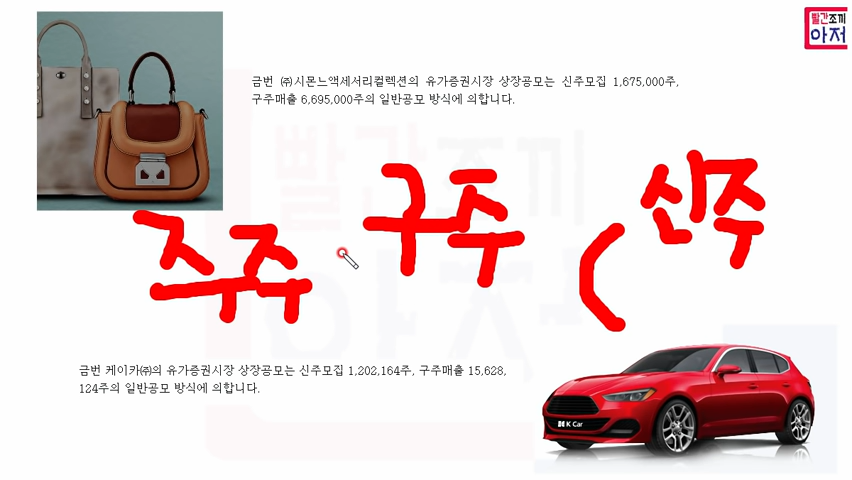 빨간조끼
아저
금번 ㈜시몬느액세서리컬렉션의 유가증권시장 상장공모는 신주모집 1,675,000주,
구주매출 6,695,000주의 일반공모 방식에 의합니다.
빨간조끼
아저
주주 구주 ( 신주
금번 케이카㈜의 유가증권시장 상장공모는 신주모집 1,202,164주, 구주매출 15,628,
124주의 일반공모 방식에 의합니다.
K Car